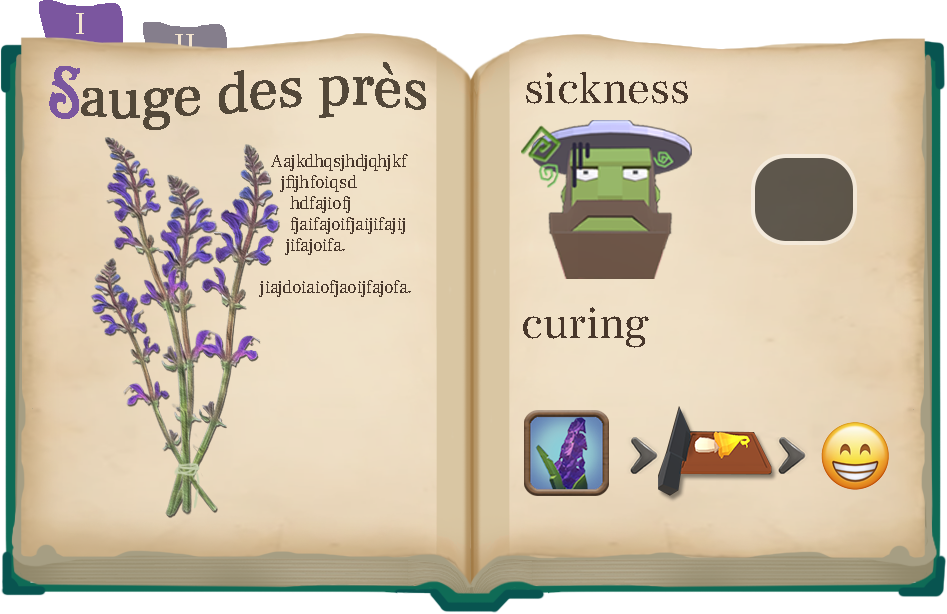 I
II
Sauge des près
Aajkdhqsjhdjqhjkf
jfijhfoiqsd
hdfajiofj
fjaifajoifjaijifajij
jifajoifa.
jiajdoiaiofjaoijfajofa.
sickness
curing